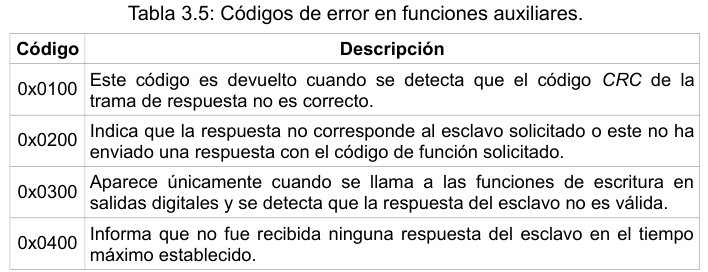 Tabla 3.5: Códigos de error en funciones auxiliares.
Código Descripción
0x0100 Este código es devuelto cuando se detecta que el código CRC de la
trama de respuesta no es correcto.
0x0200 Indica que la respuesta no corresponde al esclavo solicitado o este no ha
enviado una respuesta con el código de función solicitado.
0x0300 Aparece únicamente cuando se llama a las funciones de escritura en
salidas digitales y se detecta que la respuesta del esclavo no es válida.
0x0400 Informa que no fue recibida ninguna respuesta del esclavo en el tiempo
máximo establecido.